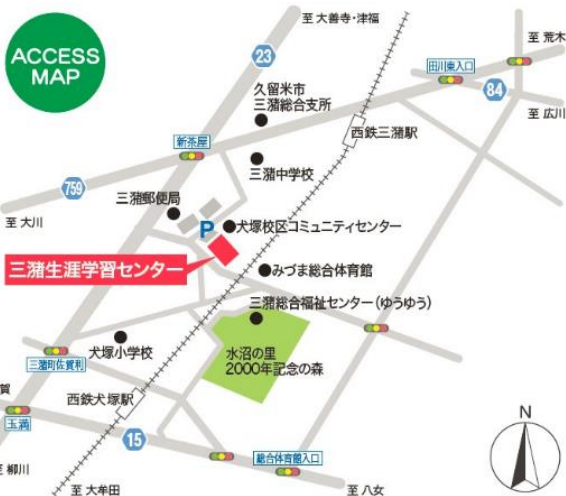 ACCESS
MAP
至 大善寺・津福
至 荒木
23
田川東入口
84
久留米市
三潴総合支所
至 広川
西鉄三潴駅
新茶屋
三潴中学校
759
三潴郵便局
至 大川
P
犬塚校区コミュニティセンター
三潴生涯学習センター
みづま総合体育館
三潴総合福祉センター(ゆうゆう)
犬塚小学校
水沼の里
2000年記念の森
三潴町佐賀利
賀
西鉄犬塚駅
玉満
15
総合体育館入口
N
至 柳川
至 大牟田
至 八女